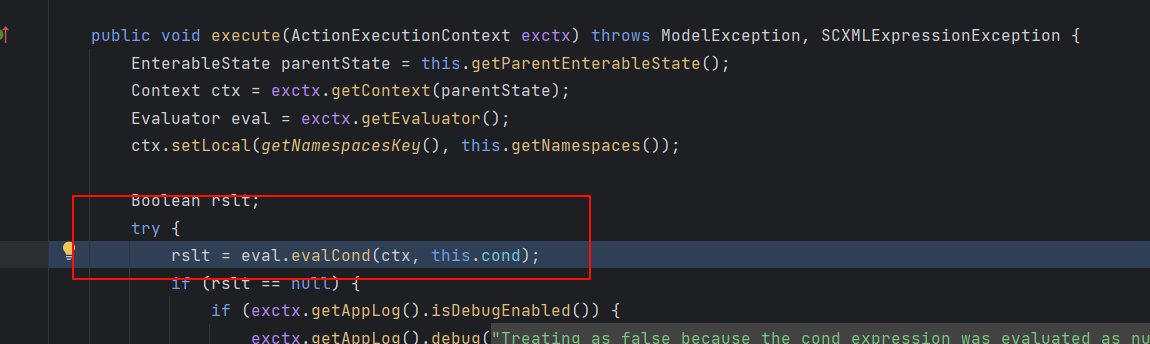 public void execute(ActionExecutionContext exctx) throws ModelException, SCXMLExpressionException {
EnterableState parentState = this.getParentEnterableState();
Context ctx = exctx.getContext(parentState);
Evaluator eval = exctx.getEvaluator();
ctx.setLocal(getNamespacesKey(), this.getNamespaces());
Boolean rslt;
try {
rslt = eval.evalCond(ctx, this.cond);
if (rslt == null) {
if (exctx.getAppLog().isDebugEnabled()) {
exctx.getAppLog().debug("Treating as false because the cond expression was evaluated as nu